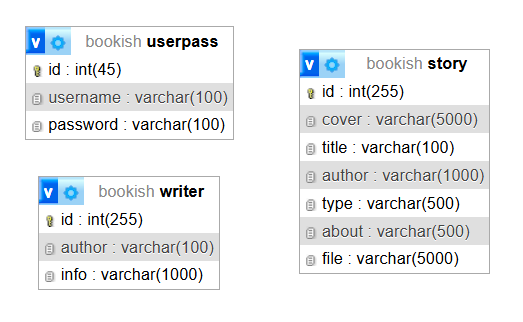 v bookish userpass
id : int(45)
username : varchar(100)
password : varchar(100)
v bookish writer
id : int(255)
author : varchar(100)
info : varchar(1000)
v bookish story
id : int(255)
cover : varchar(5000)
title : varchar(100)
author : varchar(1000)
type : varchar(500)
about : varchar(500)
file : varchar(5000)